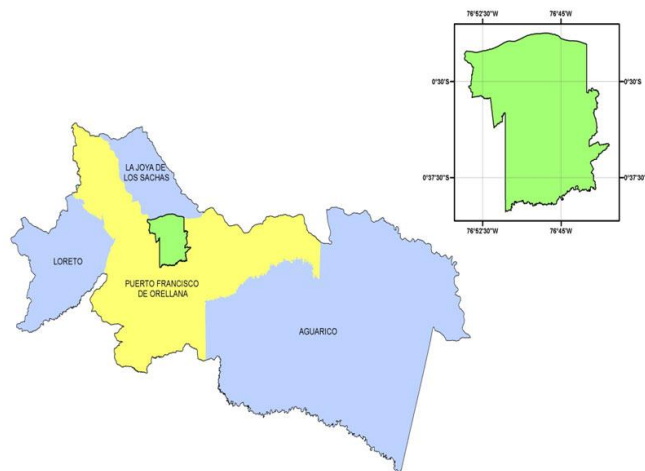 76°52'30"W
76°45'W
0°30'S
0°30'S
0°37'30"S
0°37'30"
76°52'30"W
76°45'W
LA JOYA DE
LOS SACHAS
LORETO
PUERTO FRANCISCO
DE ORELLANA
AGUARICO